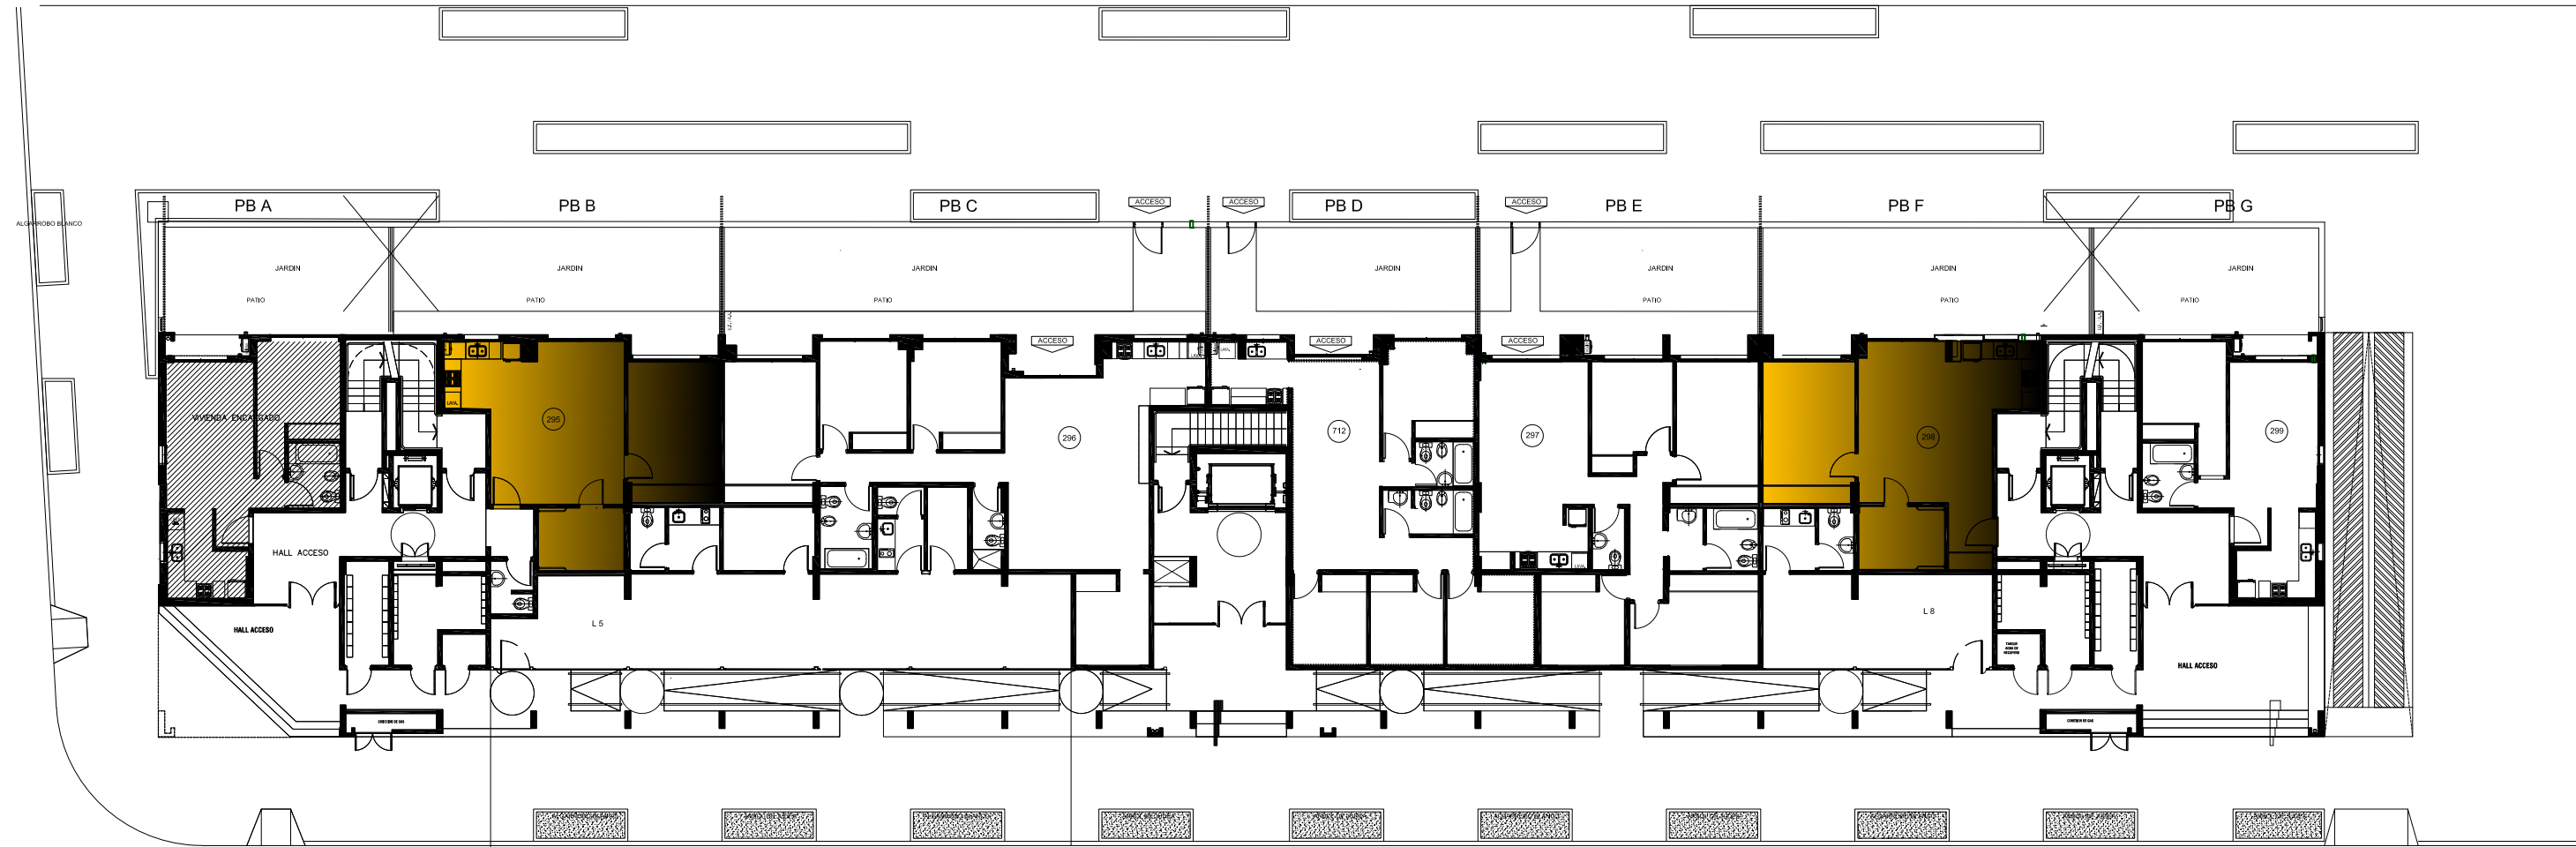 PB A
PB B
PB C
ACCESO
ACCESO
PB D
ACCESO
PB E
PB F
PB G
ALGARROBO BLANCO
JARDIN
JARDIN
JARDIN
JARDIN
JARDIN
JARDIN
JARDIN
PATIO
PATIO
PATIO
PATIO
PATIO
PATIO
ACCESO
ACCESO
ACCESO
LAVA.
VIVIENDA ENCARGADO
295
296
712
297
298
299
HALL ACCESO
HALL ACCESO
L 5
L 8
HALL ACCESO